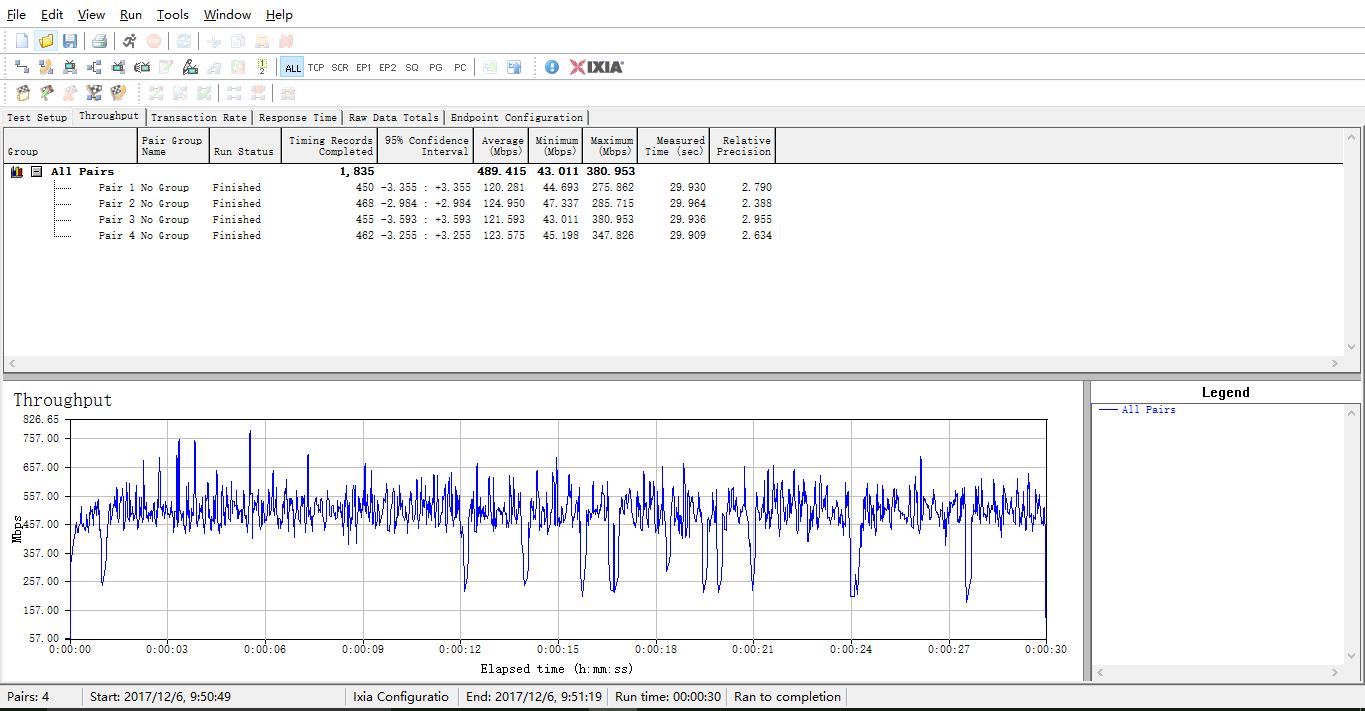 File Edit View Run Tools Window Help
1 2 ALL TCP SCR EP1 EP2 SQ PG PC IXIA
Test Setup Throughput Transaction Rate Response Time Raw Data Totals Endpoint Configuration
Group Pair Group Name Run Status Timing Records Completed 95% Confidence Interval Average (Mbps) Minimum (Mbps) Maximum (Mbps) Measured Time (sec) Relative Precision
All Pairs 1,835 489.415 43.011 380.953
Pair 1 No Group Finished 450 -3.355 : +3.355 120.281 44.693 275.862 29.930 2.790
Pair 2 No Group Finished 468 -2.984 : +2.984 124.950 47.337 285.715 29.964 2.388
Pair 3 No Group Finished 455 -3.593 : +3.593 121.593 43.011 380.953 29.936 2.955
Pair 4 No Group Finished 462 -3.255 : +3.255 123.575 45.198 347.826 29.909 2.634
Throughput
826.65
757.00
657.00
557.00
457.00
357.00
257.00
157.00
57.00
Mbps
0:00:00 0:00:03 0:00:06 0:00:09 0:00:12 0:00:15 0:00:18 0:00:21 0:00:24 0:00:27 0:00:30
Elapsed time (h:mm:ss)
Legend
All Pairs
Pairs: 4 Start: 2017/12/6, 9:50:49 Ixia Configuratio End: 2017/12/6, 9:51:19 Run time: 00:00:30 Ran to completion